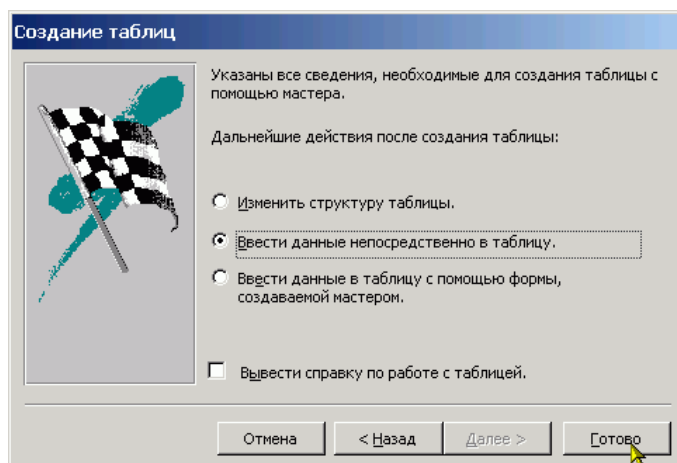 Создание таблиц
Указаны все сведения, необходимые для создания таблицы с
помощью мастера.
Дальнейшие действия после создания таблицы:
Изменить структуру таблицы.
Ввести данные непосредственно в таблицу.
Ввести данные в таблицу с помощью формы,
создаваемой мастером.
Вывести справку по работе с таблицей.
Отмена
< Назад
Далее >
Готово